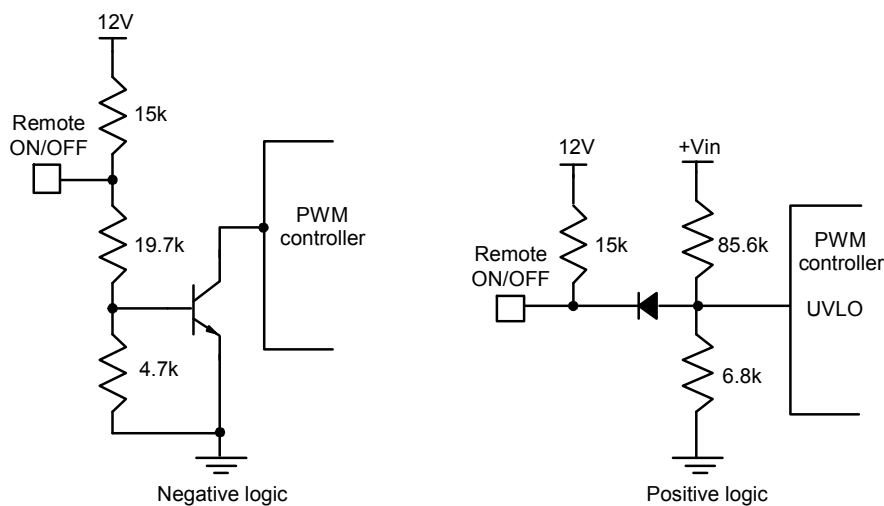 12V
15k
Remote
ON/OFF
19.7k
4.7k
PWM
controller
Negative logic
12V
+Vin
15k
85.6k
Remote
ON/OFF
PWM
controller
UVLO
6.8k
Positive logic